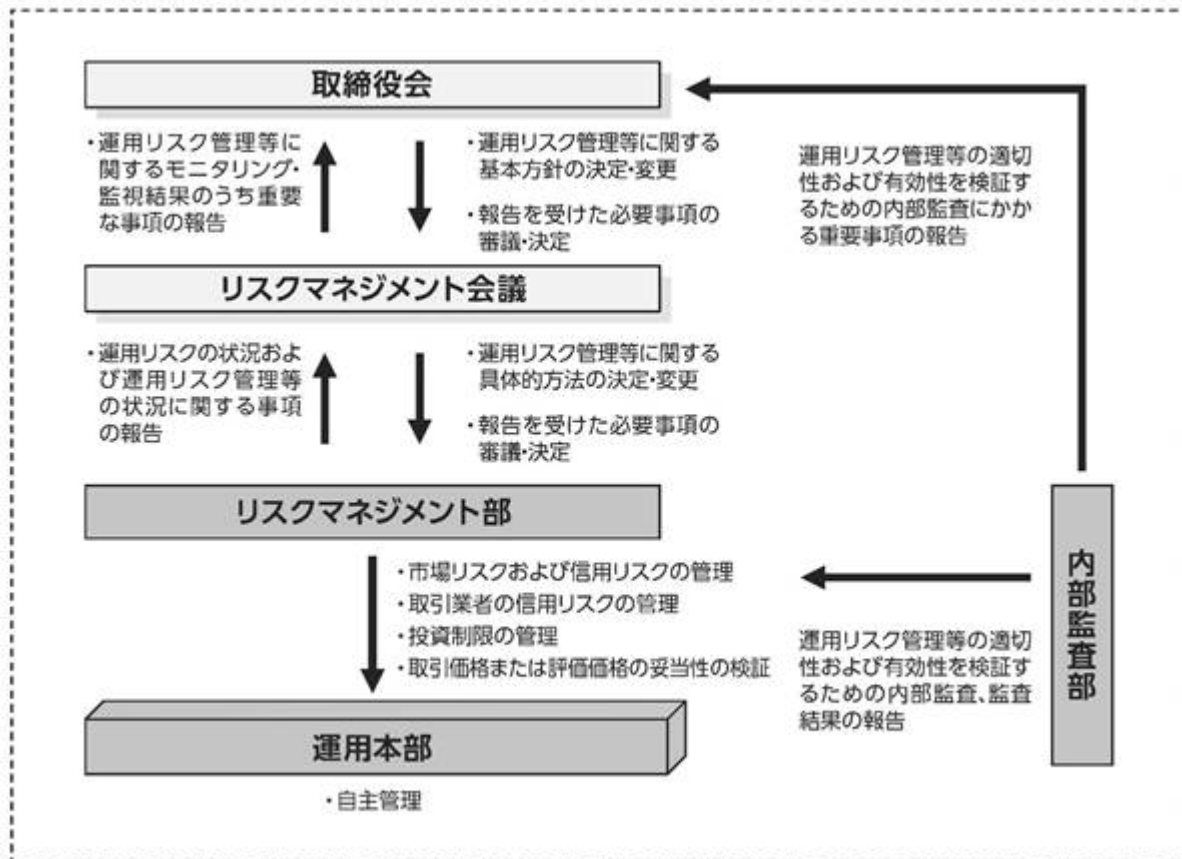 取締役会
・運用リスク管理等に
関するモニタリング・
監視結果のうち重要
な事項の報告
・運用リスク管理等に関する
基本方針の決定・変更
・報告を受けた必要事項の
審議・決定
運用リスク管理等の適切
性および有効性を検証す
るための内部監査にかか
る重要事項の報告
リスクマネジメント会議
・運用リスクの状況およ
び運用リスク管理等
の状況に関する事項
の報告
・運用リスク管理等に関する
具体的方法の決定・変更
・報告を受けた必要事項の
審議・決定
リスクマネジメント部
・市場リスクおよび信用リスクの管理
・取引業者の信用リスクの管理
・投資制限の管理
・取引価格または評価価格の妥当性の検証
運用リスク管理等の適切
性および有効性を検証す
るための内部監査、監査
結果の報告
内部監査部
運用本部
・自主管理